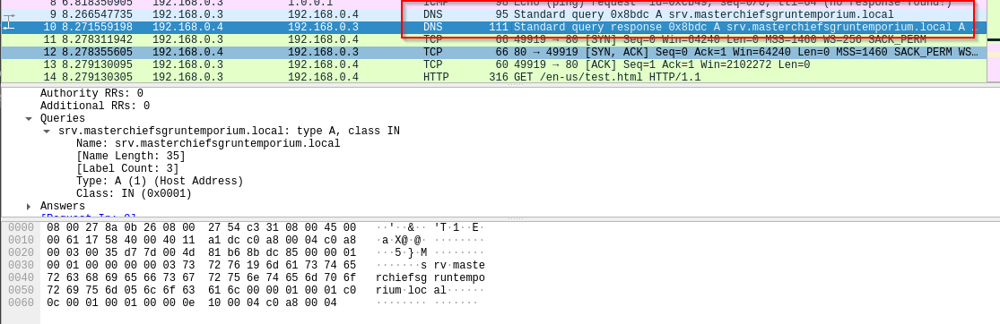 8 6.818350905 192.168.0.3 1.0.0.1 ICMP 98 Echo (ping) request id=0xcb49, seq=0/0, ttl=64 (no response found!)
9 8.266547735 192.168.0.3 192.168.0.4 DNS 95 Standard query 0x8bdc A srv.masterchiefsgruntemporium.local
10 8.271559198 192.168.0.4 192.168.0.3 DNS 111 Standard query response 0x8bdc A srv.masterchiefsgruntemporium.local A
11 8.278311942 192.168.0.3 192.168.0.4 TCP 66 49919 → 80 [SYN] Seq=0 Win=64240 Len=0 MSS=1460 WS=256 SACK_PERM
12 8.278355605 192.168.0.4 192.168.0.3 TCP 66 80 → 49919 [SYN, ACK] Seq=0 Ack=1 Win=64240 Len=0 MSS=1460 SACK_PERM WS…
13 8.279130095 192.168.0.3 192.168.0.4 TCP 60 49919 → 80 [ACK] Seq=1 Ack=1 Win=2102272 Len=0
14 8.279130305 192.168.0.3 192.168.0.4 HTTP 316 GET /en-us/test.html HTTP/1.1
Authority RRs: 0
Additional RRs: 0
Queries
srv.masterchiefsgruntemporium.local: type A, class IN
Name: srv.masterchiefsgruntemporium.local
[Name Length: 35]
[Label Count: 3]
Type: A (1) (Host Address)
Class: IN (0x0001)
Answers
[Request In: 9]
0000 08 00 27 8a 0b 26 08 00 27 54 c3 31 08 00 45 00 ··'··&·· 'T·1··E·
0010 00 61 17 58 40 00 40 11 a1 dc c0 a8 00 04 c0 a8 ·a·X@·@· ········
0020 00 03 00 35 d7 7d 00 4d 81 b6 8b dc 85 00 00 01 ···5·}·M ········
0030 00 01 00 00 00 00 03 73 72 76 19 6d 61 73 74 65 ·······s rv·maste
0040 72 63 68 69 65 66 73 67 72 75 6e 74 65 6d 70 6f rchiefsg runtempo
0050 72 69 75 6d 05 6c 6f 63 61 6c 00 00 01 00 01 c0 rium·loc al······
0060 0c 00 01 00 01 00 00 0e 10 00 04 c0 a8 00 04 ········ ·······